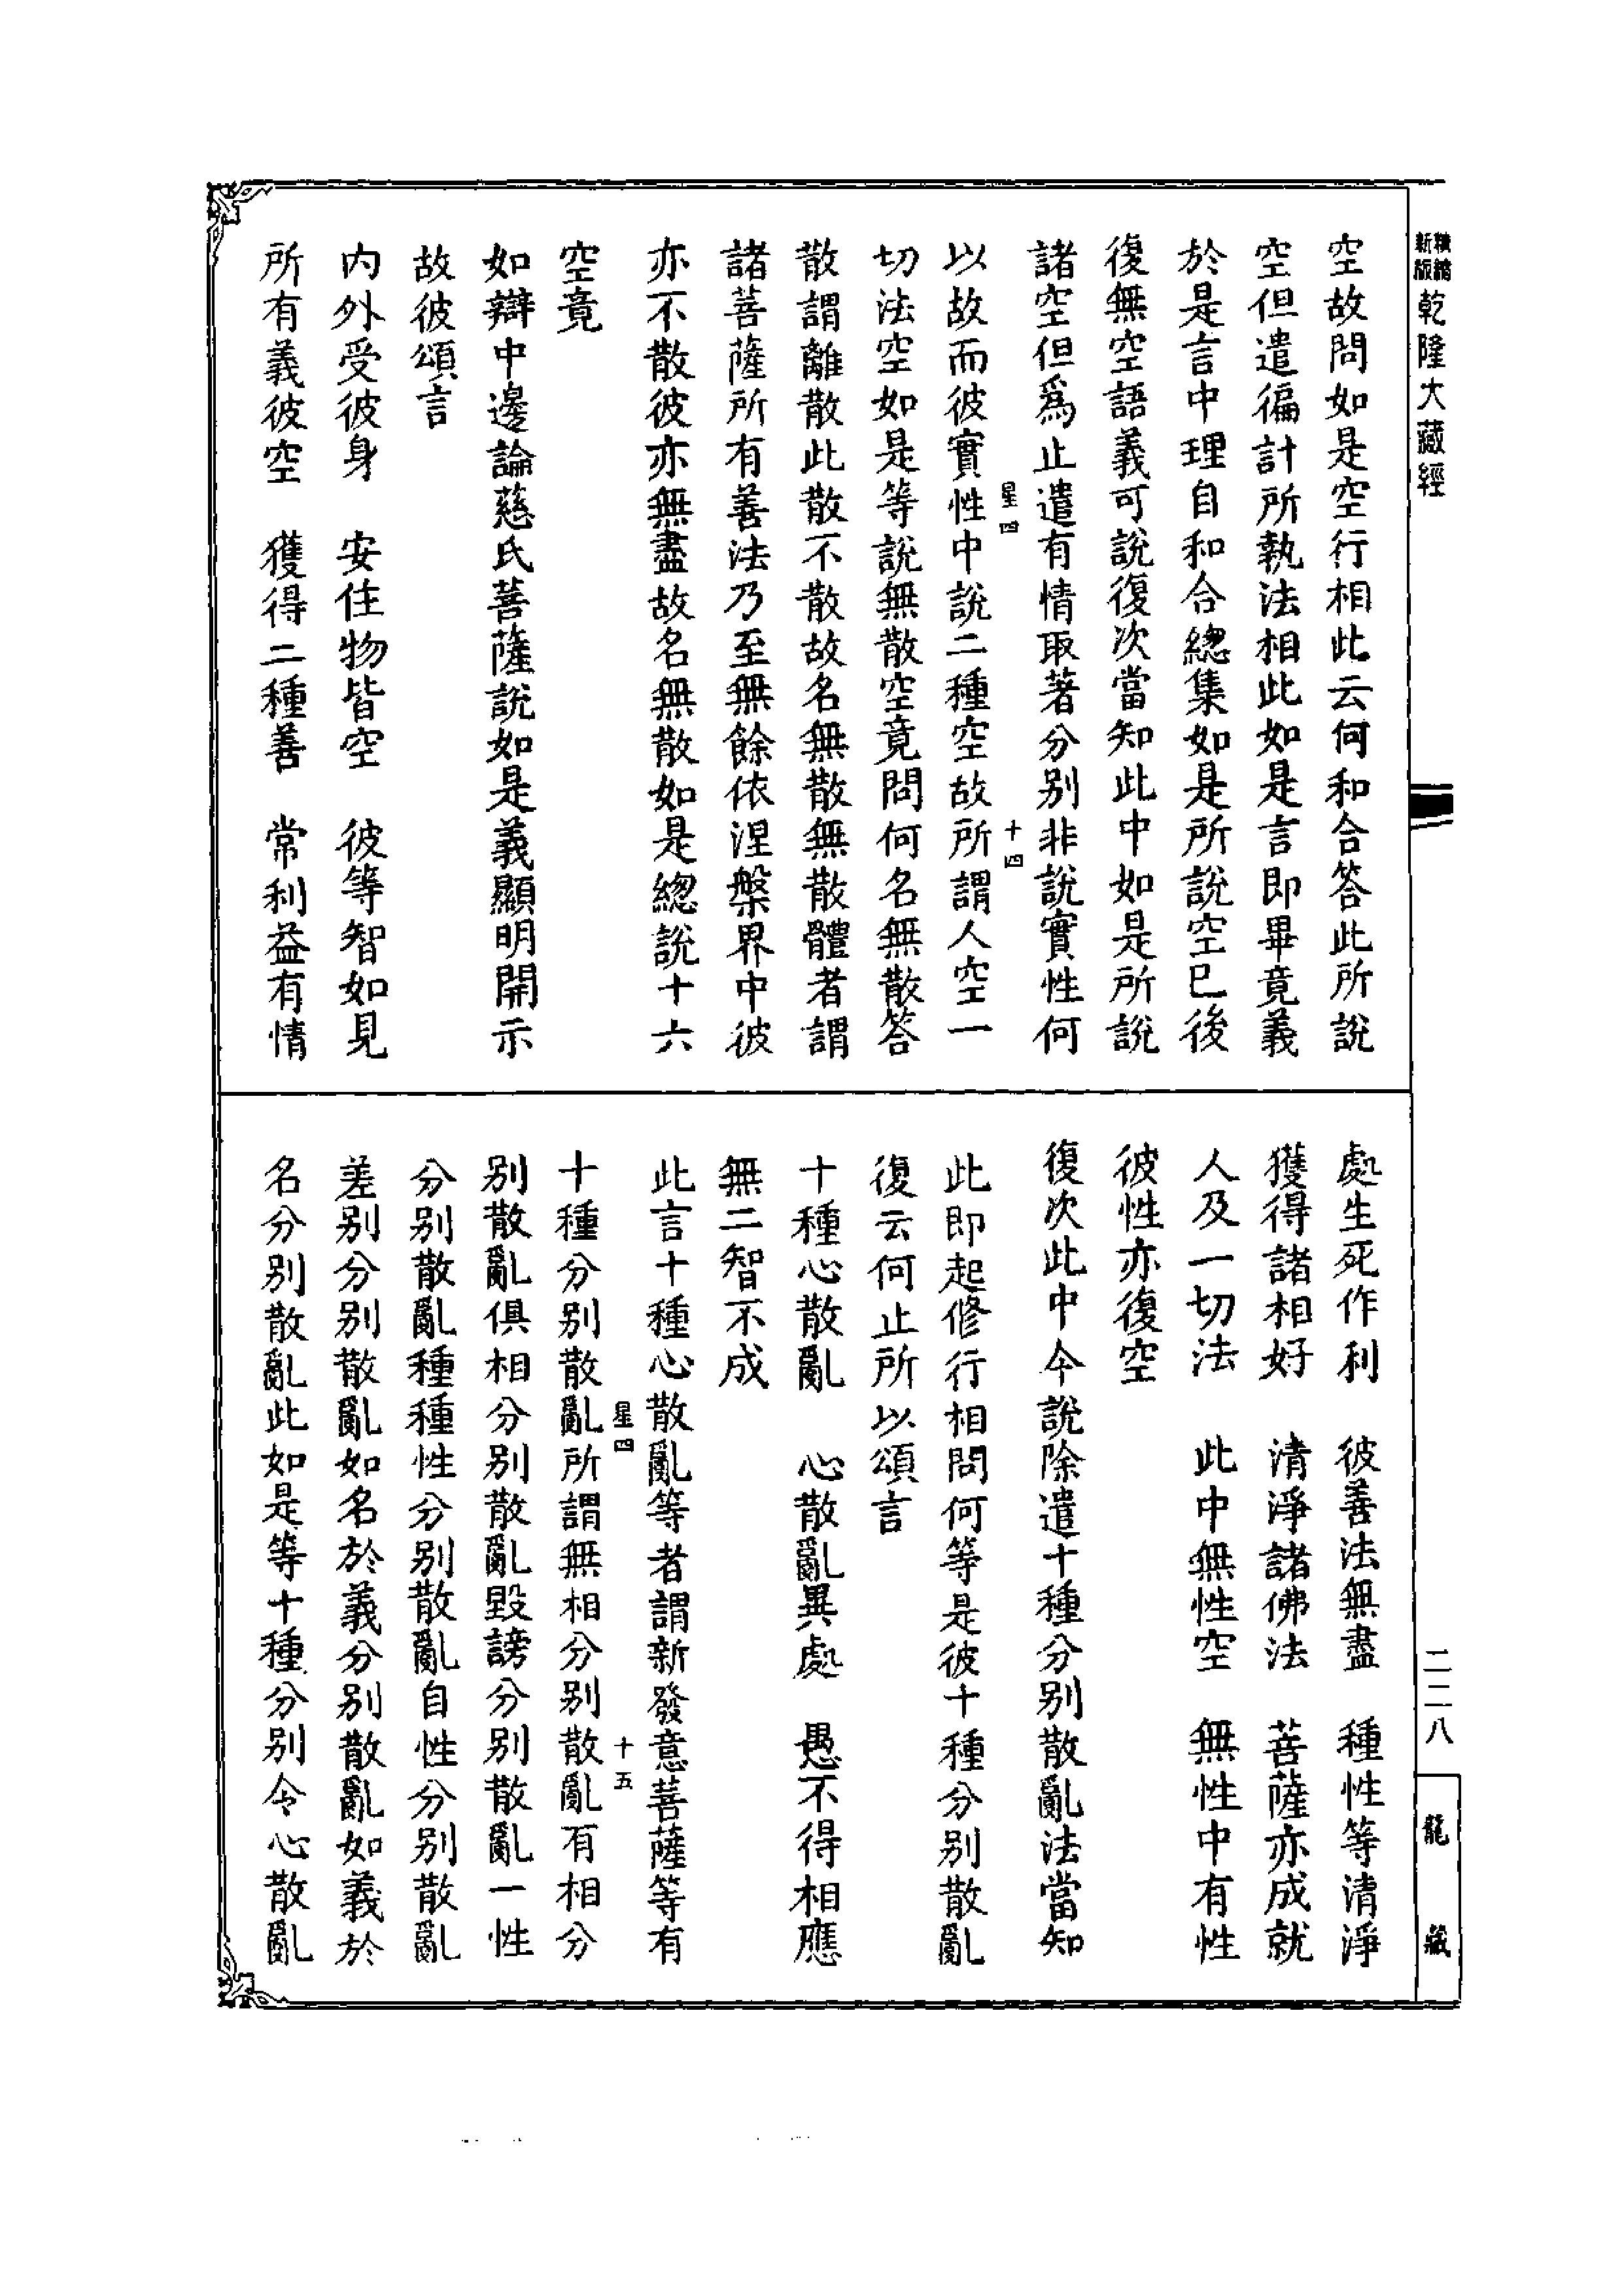 精縮
新版
乾隆大藏經
空故問如是空行相此云何和合答此所說
空但遣徧計所執法相此如是言即畢竟義
於是言中理自和合總集如是所說空已後
復無空語義可說復次當知此中如是所說
諸空但爲止遣有情取著分別非說實性何
星四
十四
以故而彼實性中說二種空故所謂人空一
切法空如是等說無散空竟問何名無散答
散謂離散此散不散故名無散無散體者謂
諸菩薩所有善法乃至無餘依涅槃界中彼
亦不散彼亦無盡故名無散如是總說十六
空竟
如辯中邊論慈氏菩薩說如是義顯明開示
故彼頌言
內外受彼身　安住物皆空　彼等智如見
所有義彼空　獲得二種善　常利益有情
處生死作利　彼善法無盡　種性等清淨
獲得諸相好　清淨諸佛法　菩薩亦成就
人及一切法　此中無性空　無性中有性
彼性亦復空
復次此中今說除遣十種分別散亂法當知
此即起修行相問何等是彼十種分別散亂
復云何止所以頌言
十種心散亂　心散亂異處　愚不得相應
無二智不成
此言十種心散亂等者謂新發意菩薩等有
星四
十五
十種分別散亂所謂無相分別散亂有相分
別散亂俱相分別散亂毀謗分別散亂一性
分別散亂種種性分別散亂自性分別散亂
差別分別散亂如名於義分別散亂如義於
名分別散亂此如是等十種分別令心散亂
二二八
龍藏